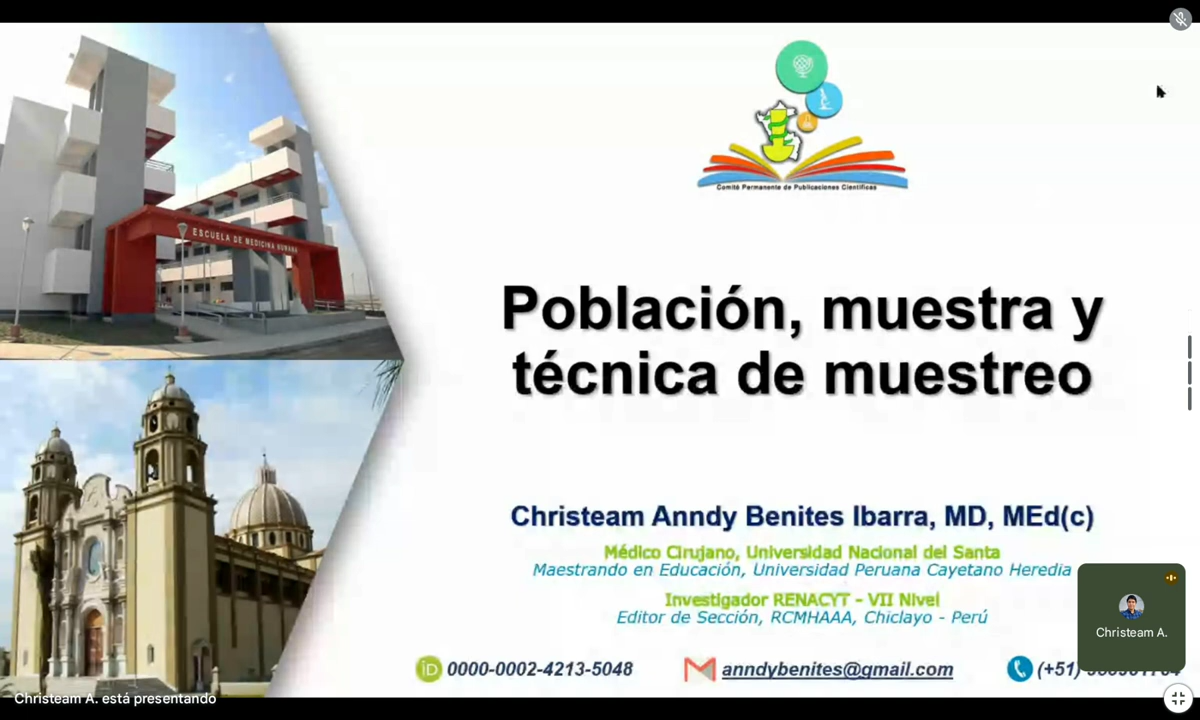 ESCUELA DE MEDICINA HUMANA
Comité Permanente de Publicaciones Científicas
Población, muestra y
técnica de muestreo
Christeam Anndy Benites Ibarra, MD, MEd(c)
Médico Cirujano, Universidad Nacional del Santa
Maestrando en Educación, Universidad Peruana Cayetano Heredia
Investigador RENACYT - VII Nivel
Editor de Sección, RCMHAAA, Chiclayo - Perú
iD 0000-0002-4213-5048
anndybenites@gmail.com
(+51)
Christeam A.
Christeam A. está presentando